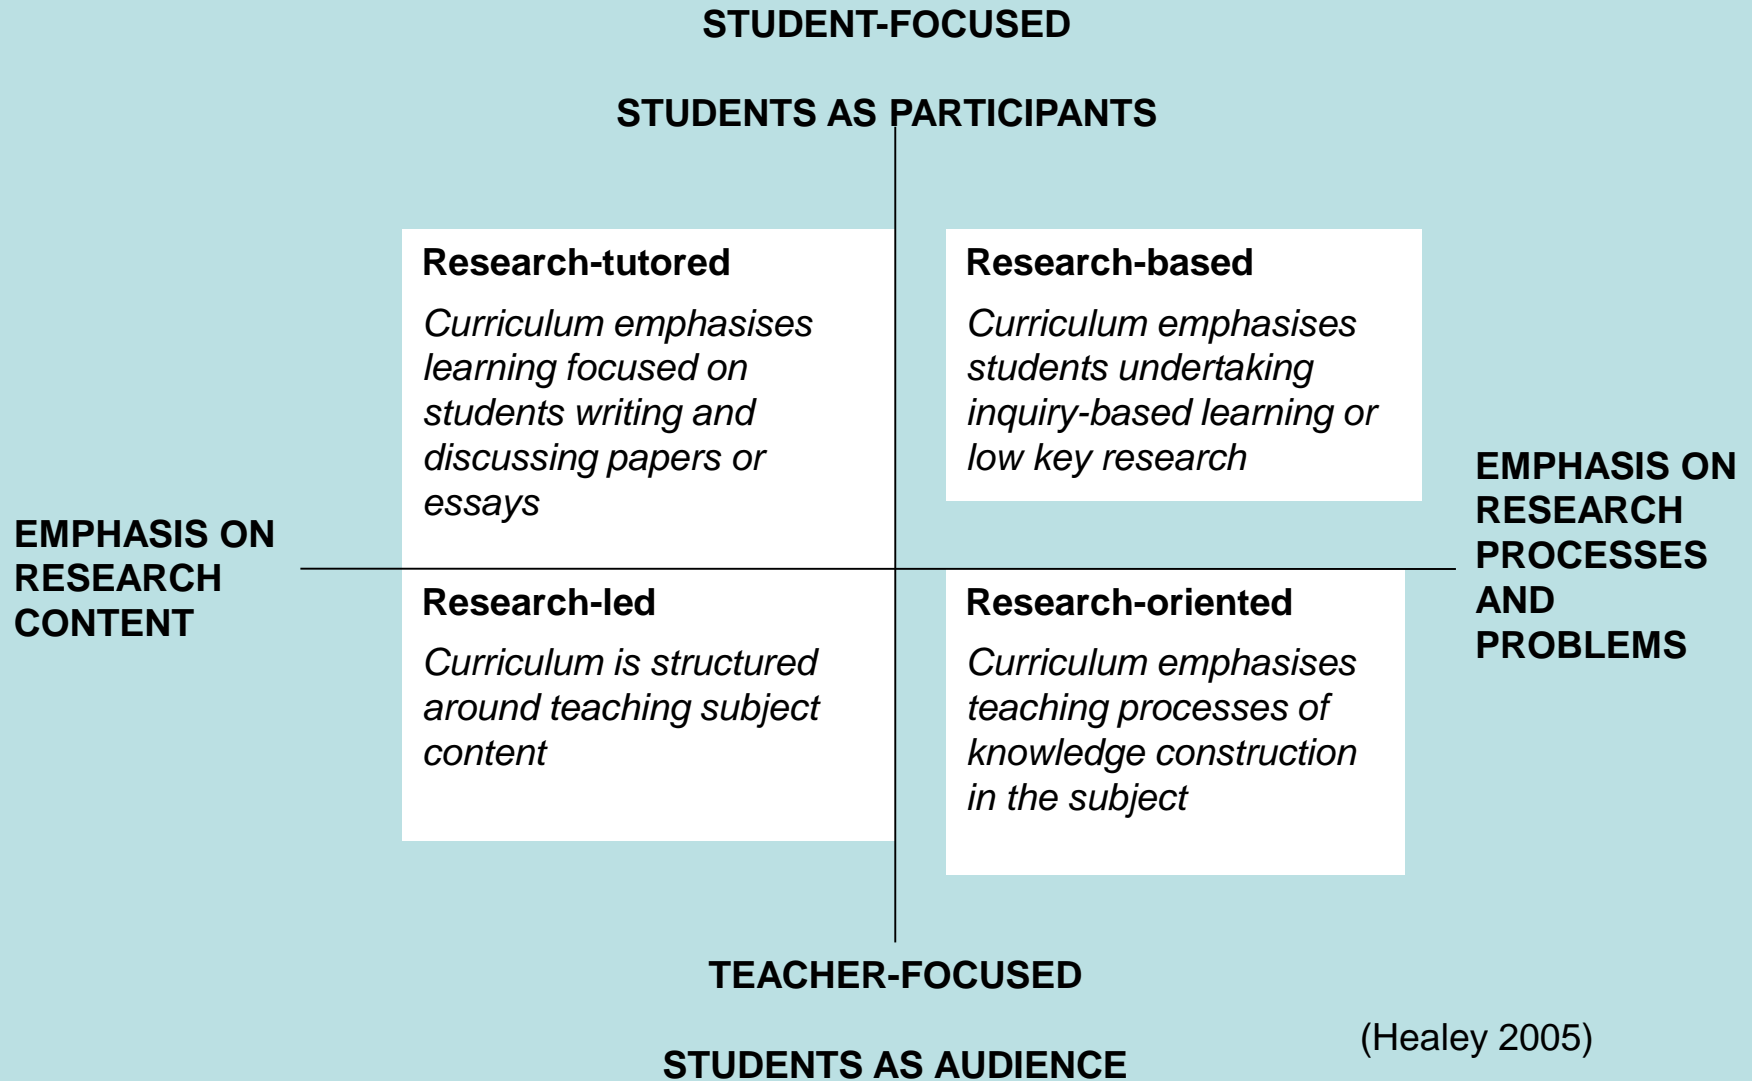 STUDENT-FOCUSED
STUDENTS AS PARTICIPANTS
Research-tutored
Curriculum emphasises
learning focused on
students writing and
discussing papers or
essays
Research-based
Curriculum emphasises
students undertaking
inquiry-based learning or
low key research
EMPHASIS ON
RESEARCH
CONTENT
EMPHASIS ON
RESEARCH
PROCESSES
AND
PROBLEMS
Research-led
Curriculum is structured
around teaching subject
content
Research-oriented
Curriculum emphasises
teaching processes of
knowledge construction
in the subject
TEACHER-FOCUSED
STUDENTS AS AUDIENCE
(Healey 2005)